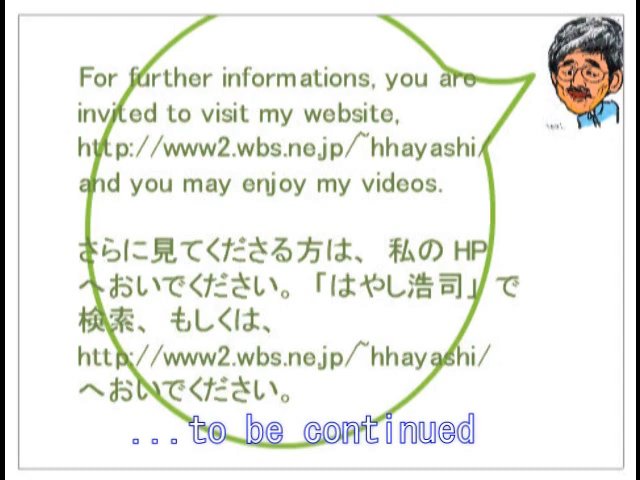 For further informations, you are
invited to visit my website,
http://www2.wbs.ne.jp/~hhayashi/
and you may enjoy my videos.
さらに見てくださる方は、 私の HP
へおいでください。「はやし浩司」で
検索、 もしくは、
http://www2.wbs.ne.jp/~hhayashi/
へおいでください。
...to be continued